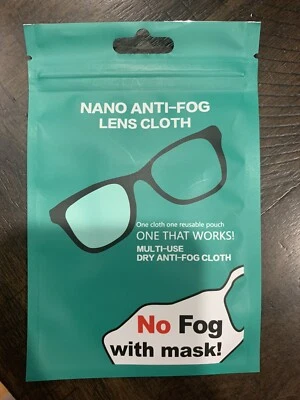 NANO ANTI-FOG
LENS CLOTH
One cloth one reusable pouch
ONE THAT WORKS!
MULTI-USE
DRY ANTI-FOG CLOTH
No Fog
with mask!